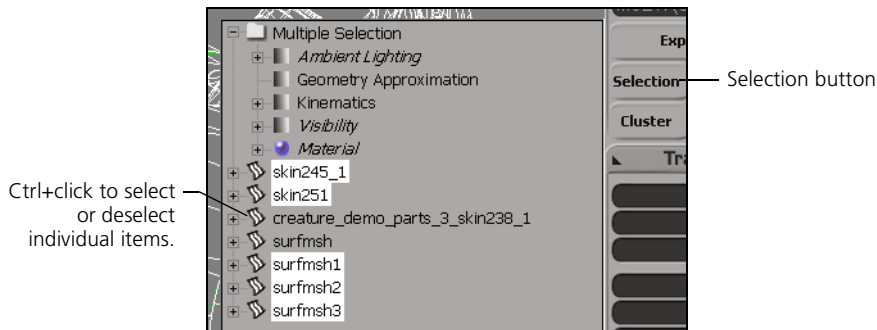 Multiple Selection
Ambient Lighting
Geometry Approximation
Kinematics
Visibility
Material
skin245_1
skin251
creature_demo_parts_3_skin238_1
surfmsh
surfmsh1
surfmsh2
surfmsh3
Exp
Selection
Cluster
Tra
Selection button
Ctrl+click to select
or deselect
individual items.